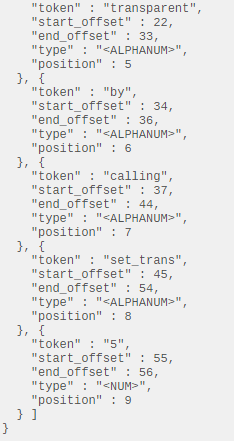 "token" : "transparent",
"start_offset" : 22,
"end_offset" : 33,
"type" : "<ALPHANUM>",
"position" : 5
}, {
"token" : "by",
"start_offset" : 34,
"end_offset" : 36,
"type" : "<ALPHANUM>",
"position" : 6
}, {
"token" : "calling",
"start_offset" : 37,
"end_offset" : 44,
"type" : "<ALPHANUM>",
"position" : 7
}, {
"token" : "set_trans",
"start_offset" : 45,
"end_offset" : 54,
"type" : "<ALPHANUM>",
"position" : 8
}, {
"token" : "5",
"start_offset" : 55,
"end_offset" : 56,
"type" : "<NUM>",
"position" : 9
} ]
}